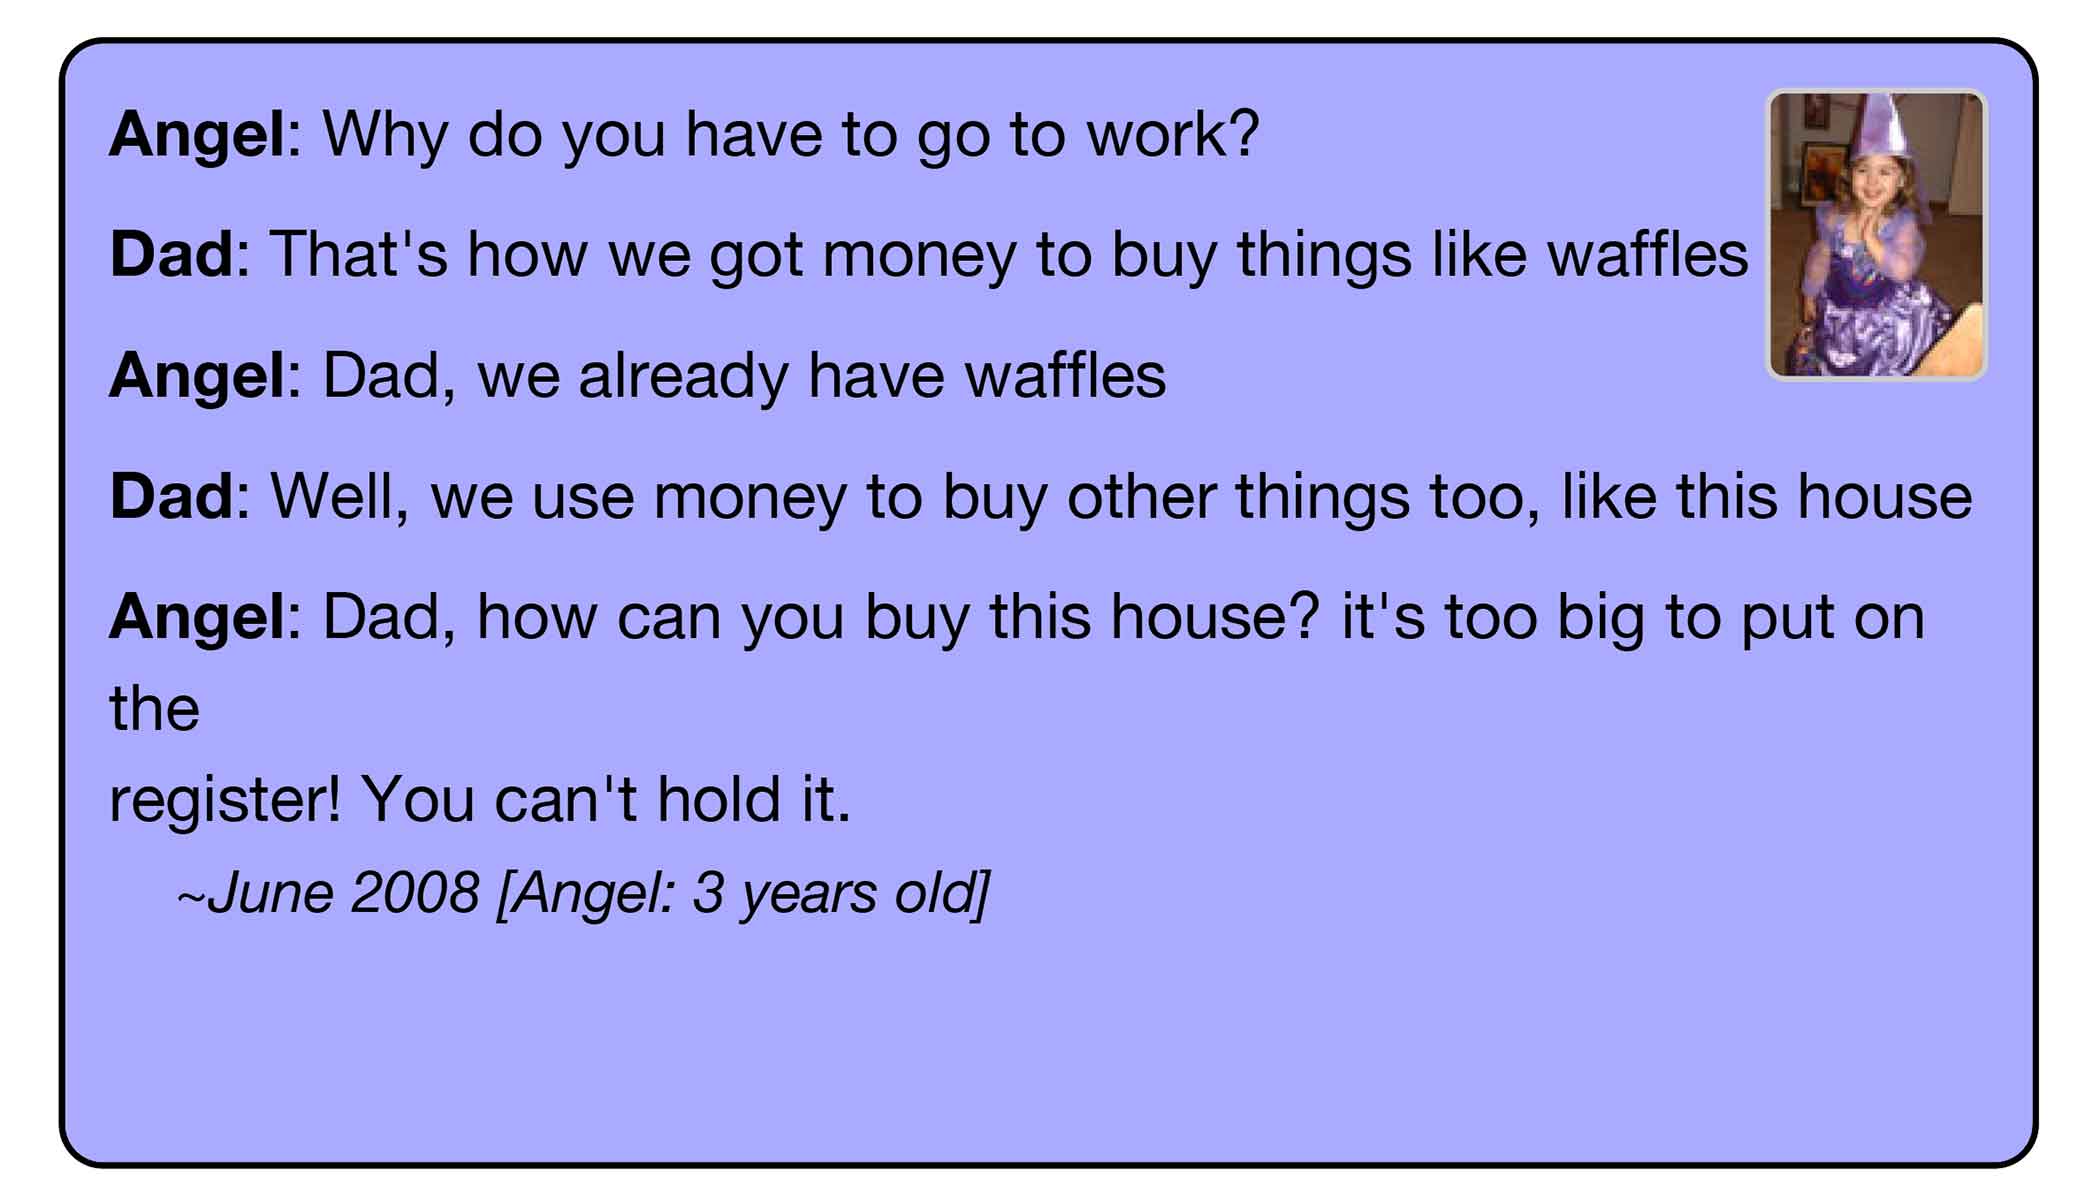 Angel: Why do you have to go to work?
Dad: That's how we got money to buy things like waffles
Angel: Dad, we already have waffles
Dad: Well, we use money to buy other things too, like this house
Angel: Dad, how can you buy this house? it's too big to put on
the
register! You can't hold it.
~June 2008 [Angel: 3 years old]